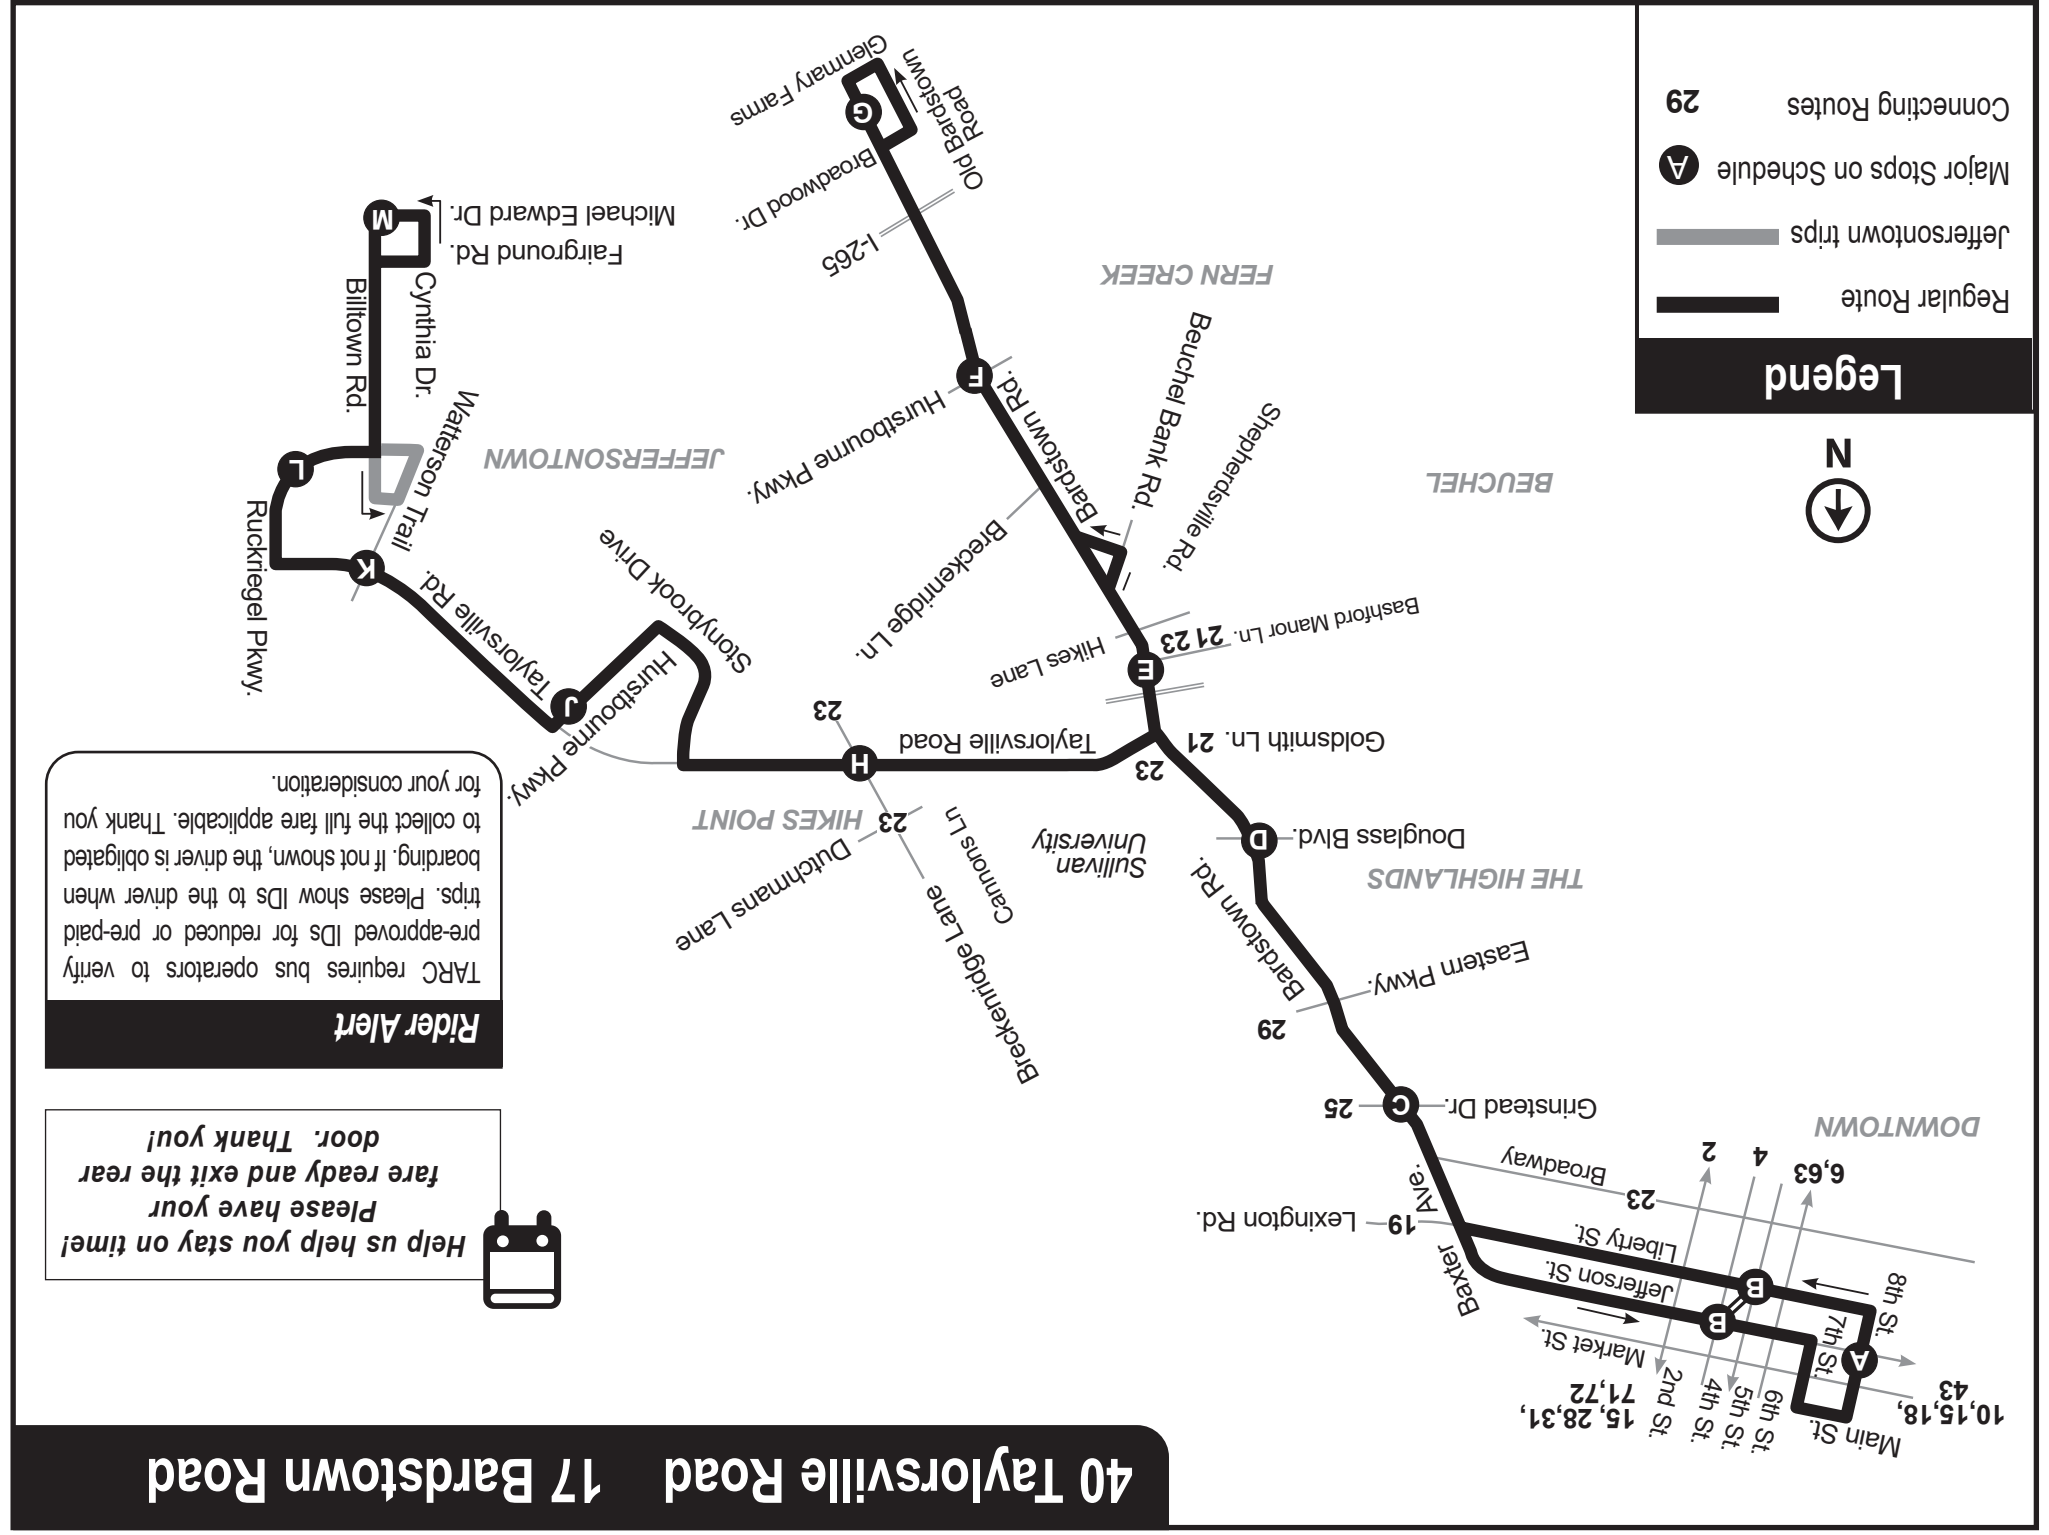 40 Taylorsville Road
17 Bardstown Road
Main St.
10,15,18,
43
6th St.
5th St.
4th St.
2nd St.
15, 28,31,
71,72
Market St.
A
7th St.
8th St.
B
B
Jefferson St.
Liberty St.
Baxter
Ave.
19
Lexington Rd.
23
Broadway
6,63
4
2
DOWNTOWN
Grinstead Dr.
C
25
29
Eastern Pkwy.
Bardstown Rd.
THE HIGHLANDS
Douglass Blvd.
D
Sullivan
University
Goldsmith Ln.
21
23
Breckenridge Lane
Cannons Ln
Dutchmans Lane
23
HIKES POINT
H
Taylorsville Road
23
E
Bashford Manor Ln.
21 23
Hikes Lane
Stonybrook Drive
Hurstbourne Pkwy.
J
Taylorsville Rd.
K
Watterson Trail
Ruckriegel Pkwy.
L
JEFFERSONTOWN
Billtown Rd.
Cynthia Dr.
Fairground Rd.
Michael Edward Dr.
M
BEUCHEL
Shepherdsville Rd.
Beuchel Bank Rd.
Bardstown Rd.
Breckenridge Ln.
Hurstbourne Pkwy.
F
FERN CREEK
I-265
Broadwood Dr.
Old Bardstown
Road
G
Glenmary Farms
Help us help you stay on time!
Please have your
fare ready and exit the rear
door. Thank you!
Rider Alert
TARC requires bus operators to verify
pre-approved IDs for reduced or pre-paid
trips. Please show IDs to the driver when
boarding. If not shown, the driver is obligated
to collect the full fare applicable. Thank you
for your consideration.
N
Legend
Regular Route
Jeffersontown trips
Major Stops on Schedule
A
Connecting Routes
29